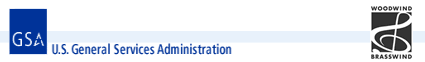 GSA
U.S. General Services Administration
WOODWIND
BRASSWIND